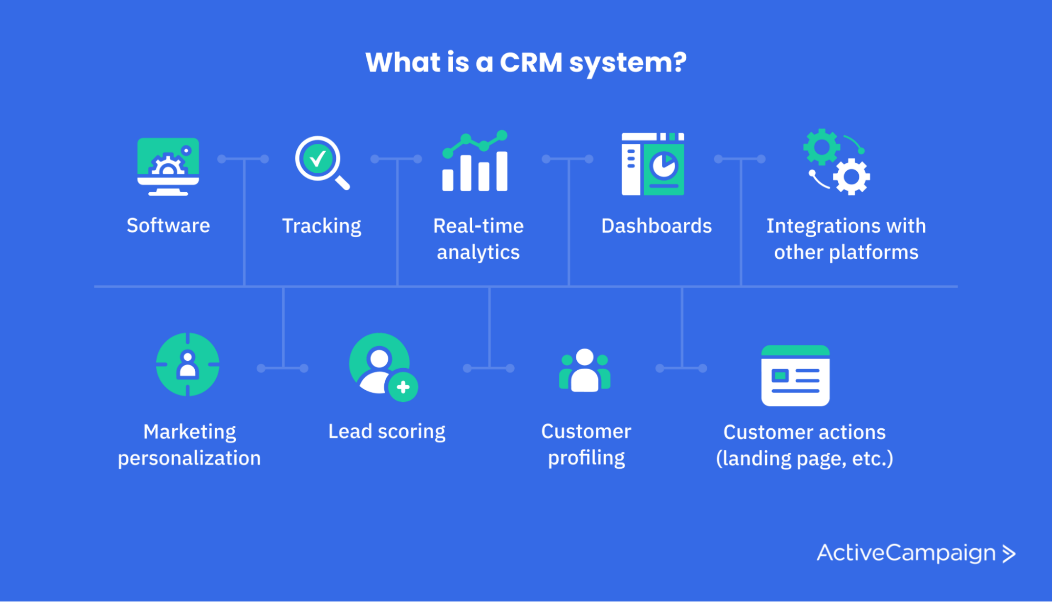 What is a CRM system?
Software
Tracking
Real-time
analytics
Dashboards
Integrations with
other platforms
Marketing
personalization
Lead scoring
Customer
profiling
Customer actions
(landing page, etc.)
ActiveCampaign